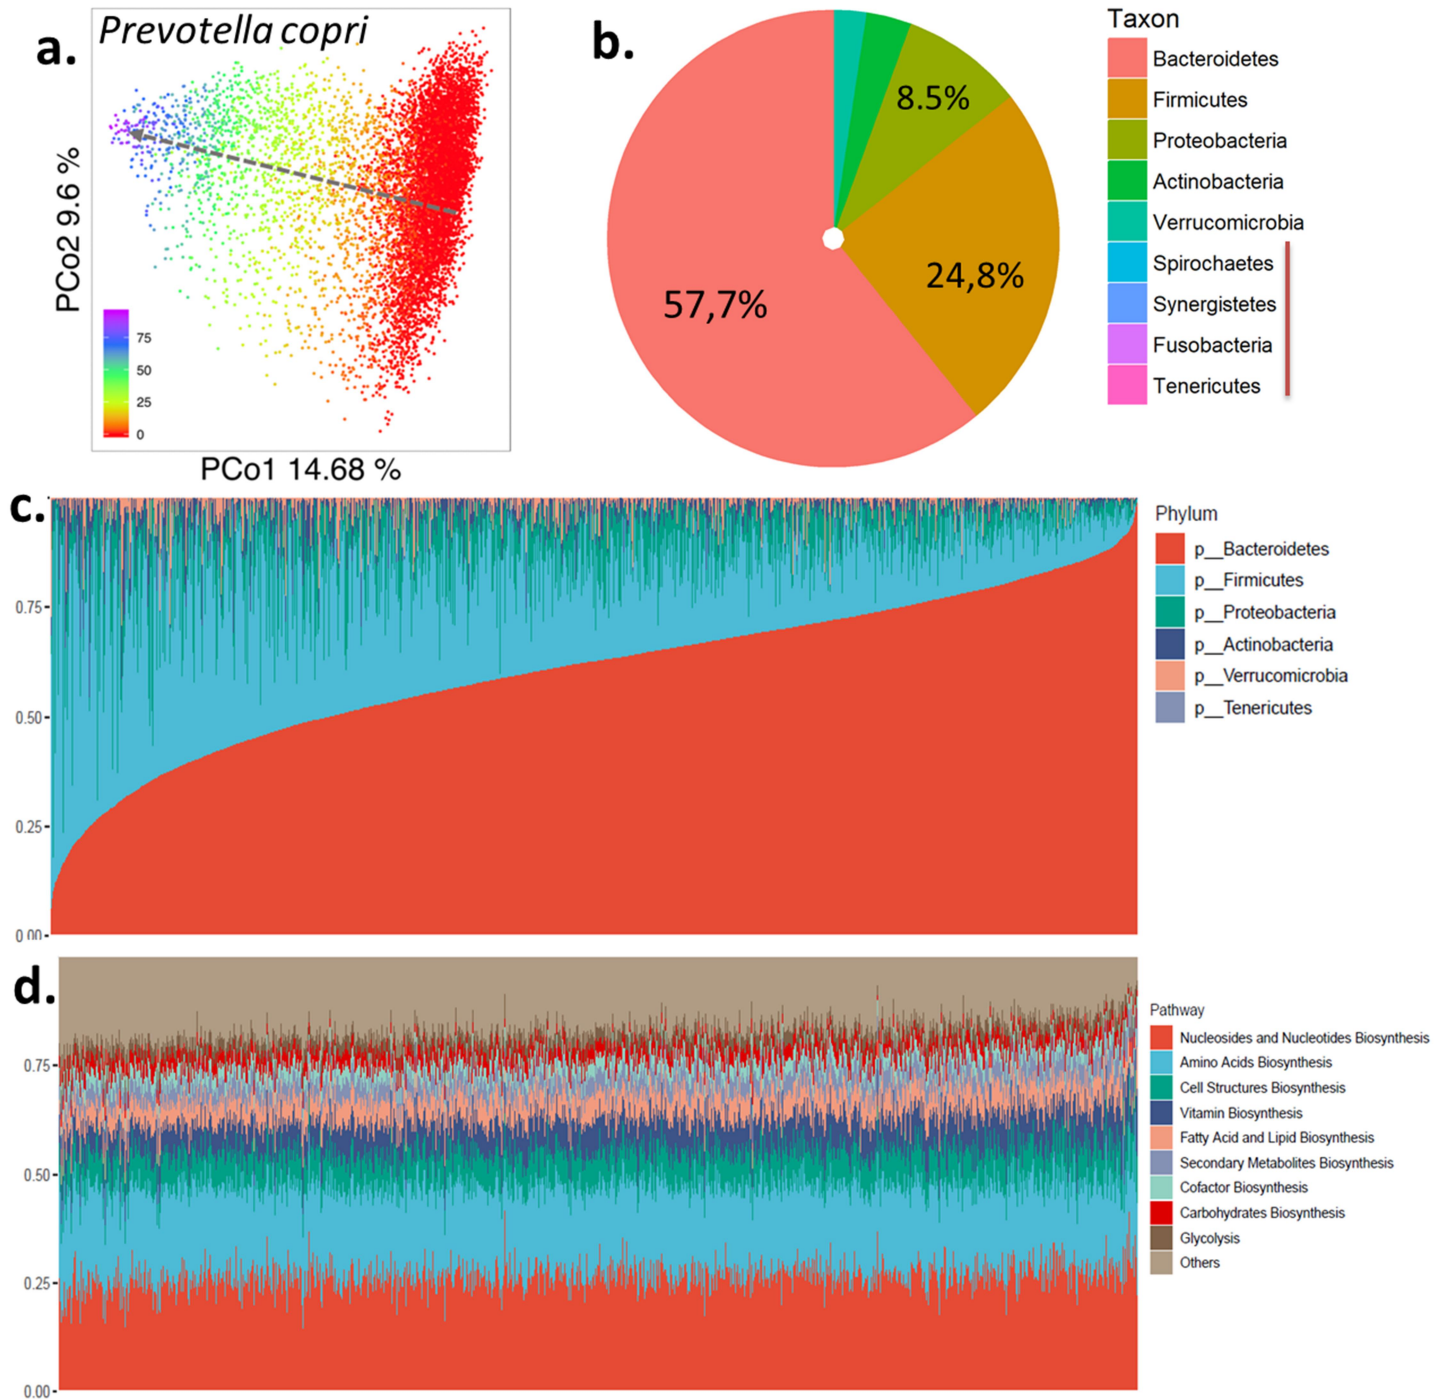 a.
Prevotella copri
PCo2 9.6 %
75
50
25
0
PCo1 14.68 %
b.
8.5%
24,8%
57,7%
Taxon
Bacteroidetes
Firmicutes
Proteobacteria
Actinobacteria
Verrucomicrobia
Spirochaetes
Synergistetes
Fusobacteria
Tenericutes
c.
0.75
0.50
0.25
0.00
Phylum
p__Bacteroidetes
p__Firmicutes
p__Proteobacteria
p__Actinobacteria
p__Verrucomicrobia
p__Tenericutes
d.
0.75
0.50
0.25
0.00
Pathway
Nucleosides and Nucleotides Biosynthesis
Amino Acids Biosynthesis
Cell Structures Biosynthesis
Vitamin Biosynthesis
Fatty Acid and Lipid Biosynthesis
Secondary Metabolites Biosynthesis
Cofactor Biosynthesis
Carbohydrates Biosynthesis
Glycolysis
Others